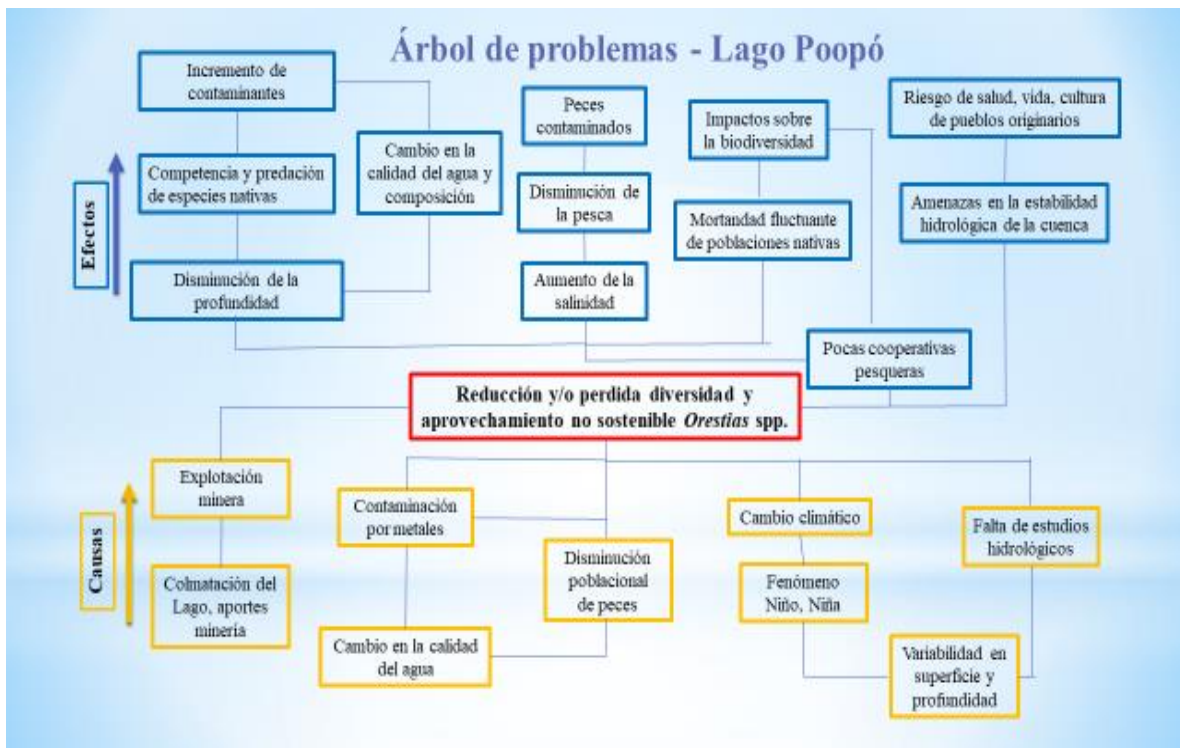 Árbol de problemas - Lago Poopó
Incremento de
contaminantes
Competencia y predación
de especies nativas
Disminución de la
profundidad
Cambio en la
calidad del agua y
composición
Peces
contaminados
Disminución de
la pesca
Aumento de la
salinidad
Impactos sobre
la biodiversidad
Mortandad fluctuante
de poblaciones nativas
Riesgo de salud, vida, cultura
de pueblos originarios
Amenazas en la estabilidad
hidrológica de la cuenca
Pocas cooperativas
pesqueras
Efectos
Reducción y/o perdida diversidad y
aprovechamiento no sostenible Orestias spp.
Causas
Explotación
minera
Colmatación del
Lago, aportes
minería
Contaminación
por metales
Cambio en la calidad
del agua
Disminución
poblacional
de peces
Cambio climático
Fenómeno
Niño, Niña
Falta de estudios
hidrológicos
Variabilidad en
superficie y
profundidad